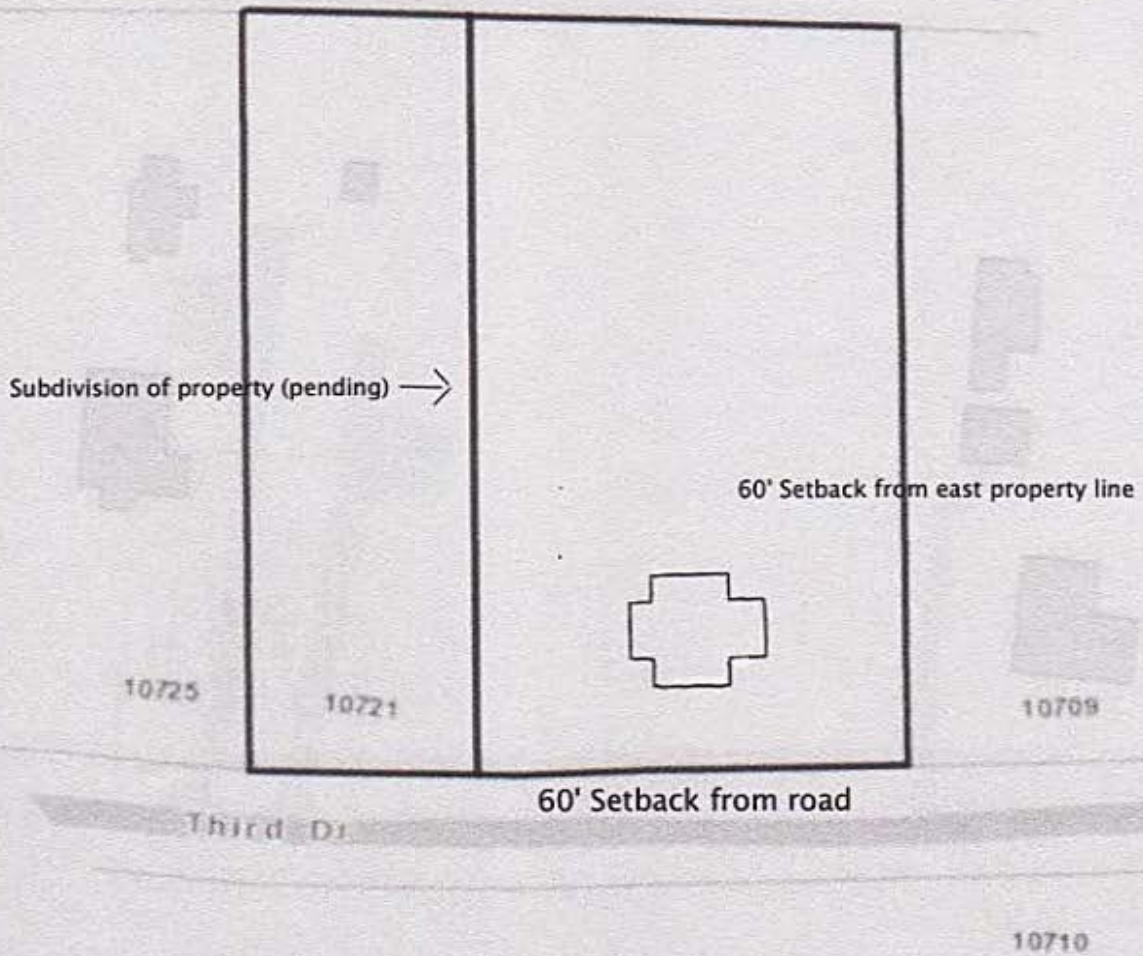 Subdivision of property (pending)
60' Setback from east property line
10725
10721
10709
60' Setback from road
Third Dr
10710